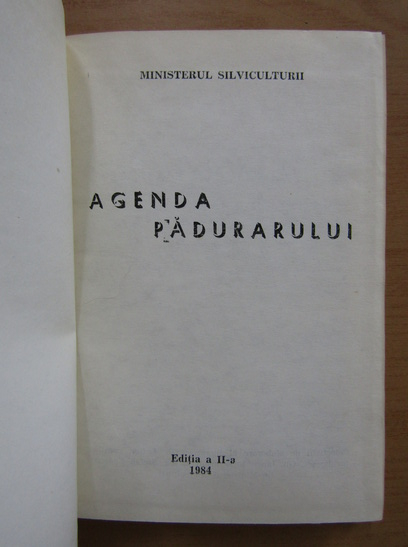 MINISTERUL SILVICULTURII
AGENDA
PĂDURARULUI
Ediția a II-a
1984